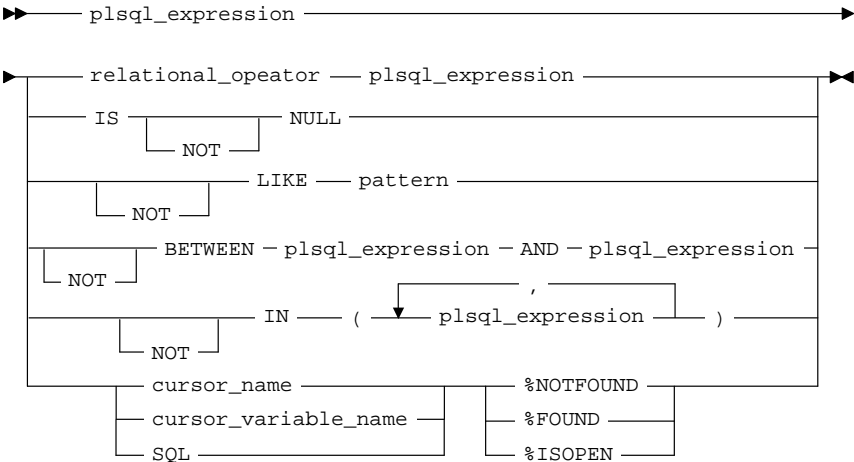 plsql_expression
relational_opeator plsql_expression
IS NULL
NOT
LIKE pattern
NOT
BETWEEN plsql_expression AND plsql_expression
NOT
,
IN ( plsql_expression )
NOT
cursor_name %NOTFOUND
cursor_variable_name %FOUND
SQL %ISOPEN